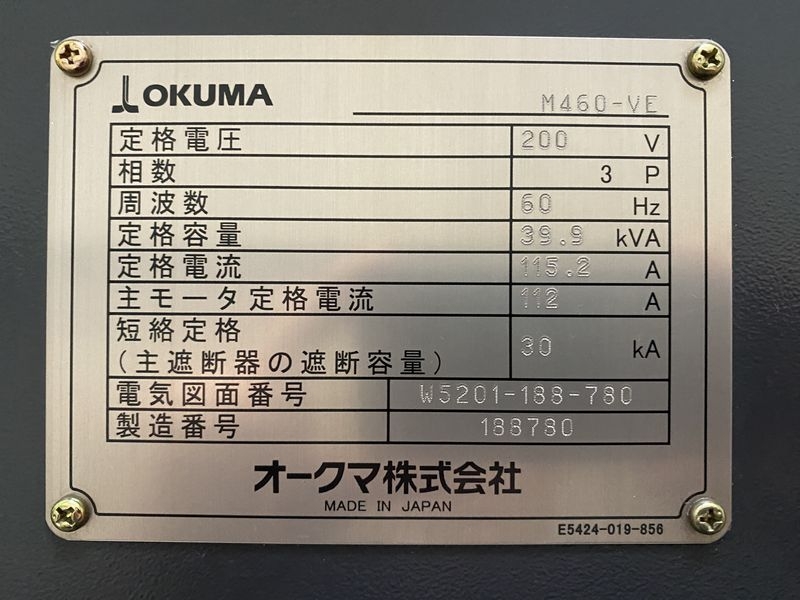 OKUMA
M460-VE
定格電圧 200 V
相数 3 P
周波数 60 Hz
定格容量 39.9 kVA
定格電流 115.2 A
主モータ定格電流 112 A
短絡定格
(主遮断器の遮断容量) 30 kA
電気図面番号 W5201-188-780
製造番号 188780
オークマ株式会社
MADE IN JAPAN
E5424-019-856